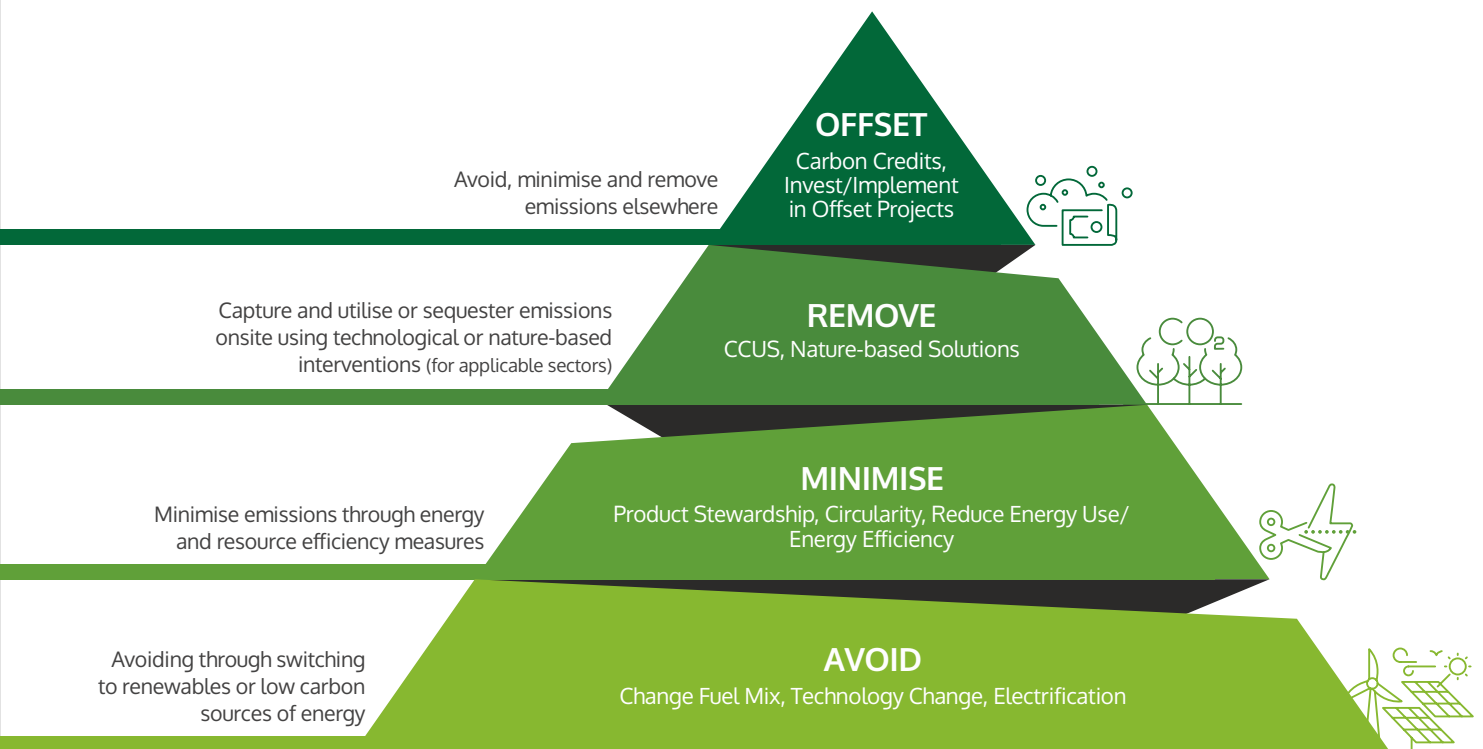 OFFSET
Carbon Credits,
Invest/Implement
in Offset Projects
Avoid, minimise and remove
emissions elsewhere
REMOVE
CCUS, Nature-based Solutions
Capture and utilise or sequester emissions
onsite using technological or nature-based
interventions (for applicable sectors)
CO2
MINIMISE
Product Stewardship, Circularity, Reduce Energy Use/
Energy Efficiency
Minimise emissions through energy
and resource efficiency measures
AVOID
Change Fuel Mix, Technology Change, Electrification
Avoiding through switching
to renewables or low carbon
sources of energy